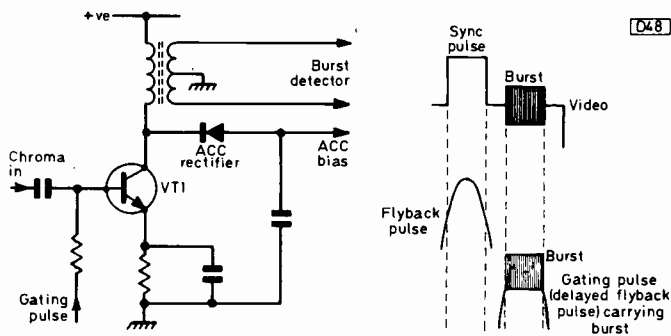 +ve
Burst
detector
ACC
rectifier
ACC
bias
Chroma
in
VT1
Gating
pulse
D48
Sync
pulse
Burst
Video
Flyback
pulse
Burst
Gating pulse
(delayed flyback
pulse) carrying
burst